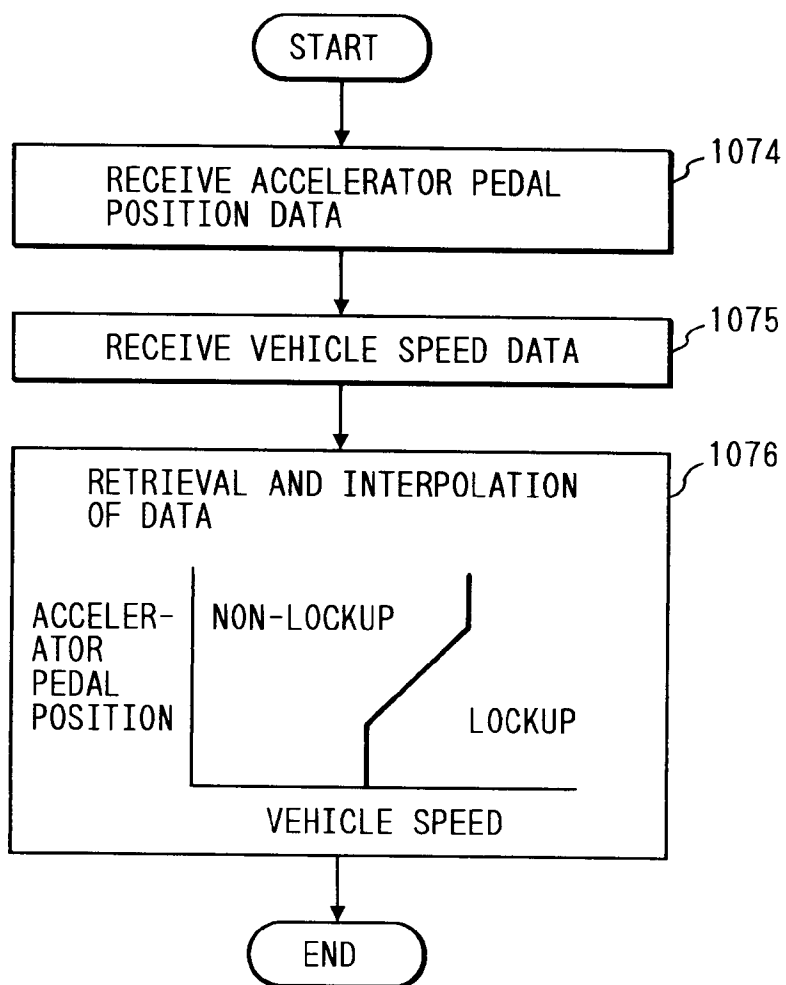 START
1074
RECEIVE ACCELERATOR PEDAL
POSITION DATA
1075
RECEIVE VEHICLE SPEED DATA
1076
RETRIEVAL AND INTERPOLATION
OF DATA
ACCELER-
ATOR
PEDAL
POSITION
NON-LOCKUP
LOCKUP
VEHICLE SPEED
END